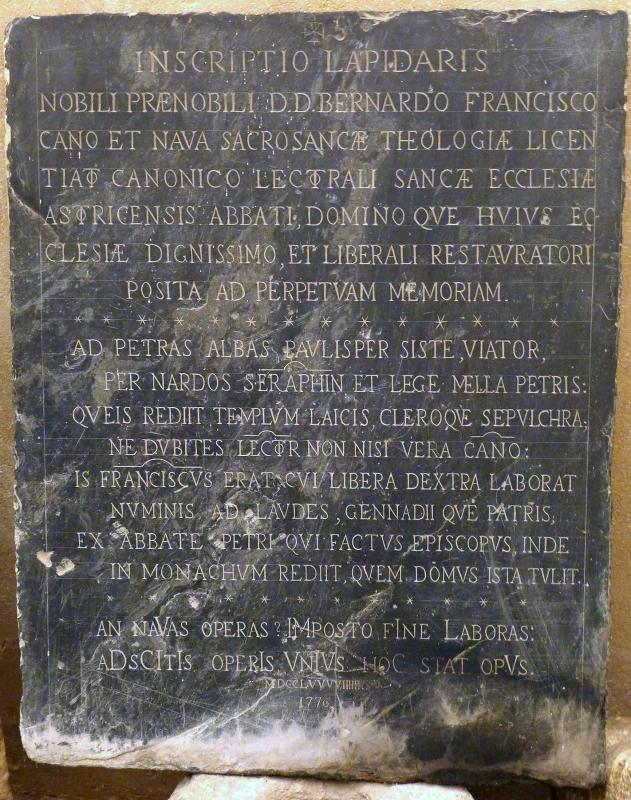 INSCRIPTIO LAPIDARIS
NOBILI PRÆNOBILI D.D. BERNARDO FRANCISCO
CANO ET NAVA SACROSANCÆ THEOLOGIÆ LICEN
TIAT CANONICO LECTRALI SANCÆ ECCLESIÆ
ASTRICENSIS ABBATI, DOMINO QVE HVIVS EC
CLESIÆ DIGNISSIMO, ET LIBERALI RESTAVRATORI
POSITA AD PERPETVAM MEMORIAM.
AD PETRAS ALBAS PAVLISPER SISTE, VIATOR,
PER NARDOS SERAPHIN ET LEGE MELLA PETRIS:
QVEIS REDIIT TEMPLVM LAICIS, CLEROQVE SEPVLCHRA;
NE DVBITES LECTR NON NISI VERA CANO:
IS FRANCISCVS ERAT CVI LIBERA DEXTRA LABORAT
NVMINIS AD LAVDES, GENNADII QVE PATRIS,
EX ABBATE PETRI QVI FACTVS EPISCOPVS, INDE
IN MONACHVM REDIIT, QVEM DOMVS ISTA TVLIT.
AN NAVAS OPERAS? IMPOSTO FINE LABORAS:
ADSCITIS OPERIS VNIVS HOC STAT OPVS.
1776